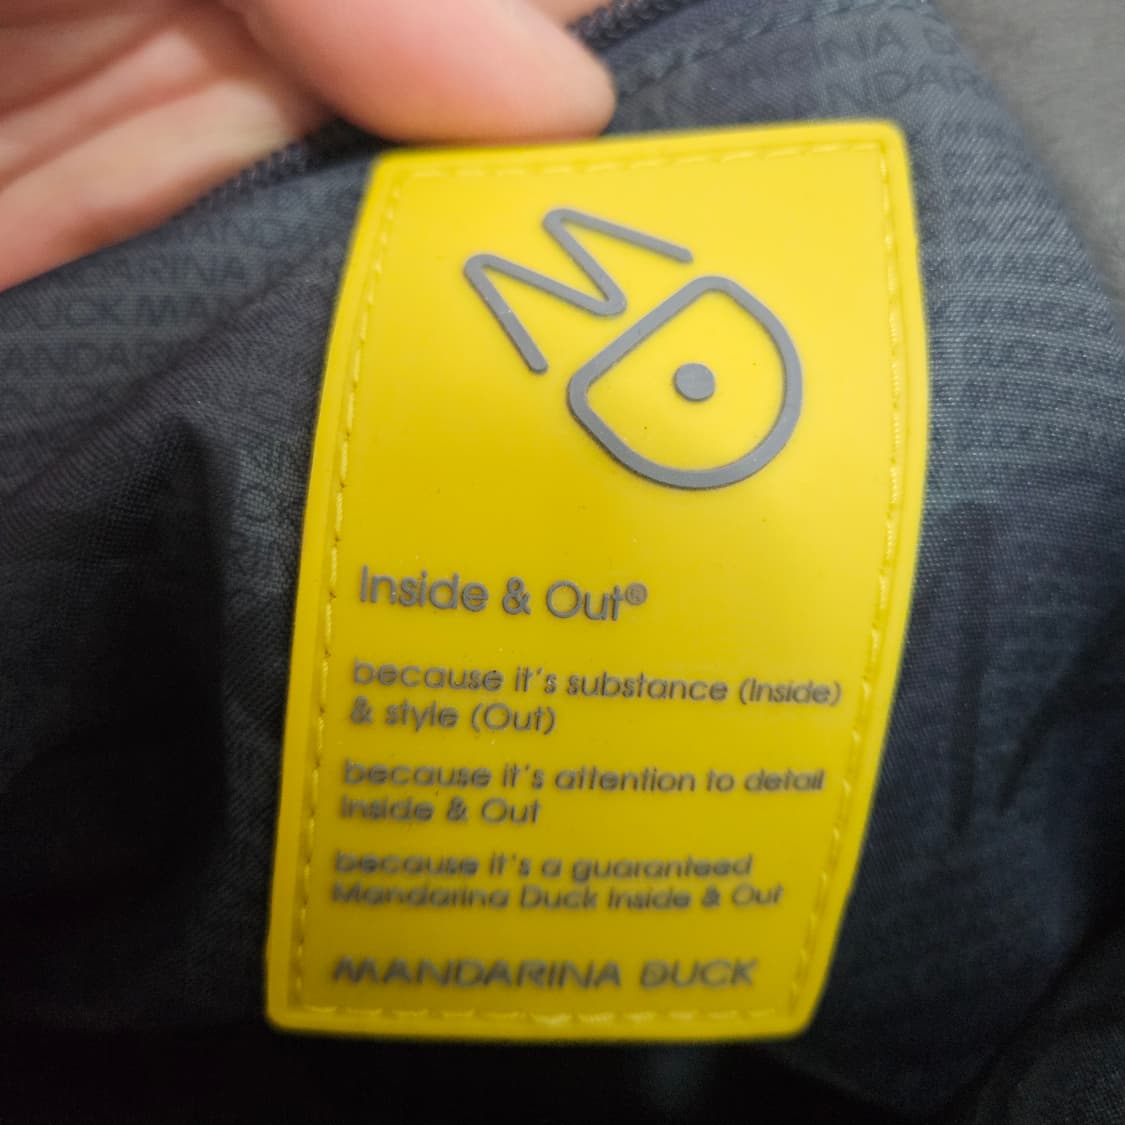 MD
Inside & Out®
because it's substance (Inside)
& style (Out)
because it's attention to detail
Inside & Out
because it's a guaranteed
Mandarina Duck Inside & Out
MANDARINA DUCK